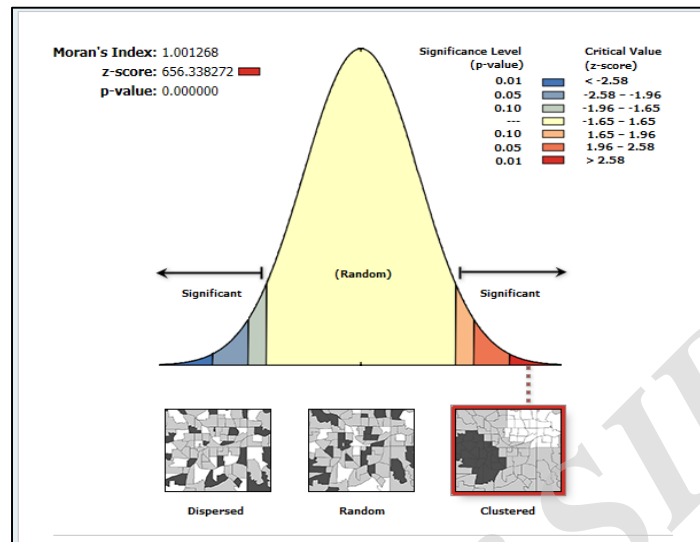 Moran's Index: 1.001268
z-score: 656.338272
p-value: 0.000000
Significance Level
(p-value)
Critical Value
(z-score)
0.01 < -2.58
0.05 -2.58 – -1.96
0.10 -1.96 – -1.65
--- -1.65 – 1.65
0.10 1.65 – 1.96
0.05 1.96 – 2.58
0.01 > 2.58
(Random)
Significant
Significant
Dispersed
Random
Clustered